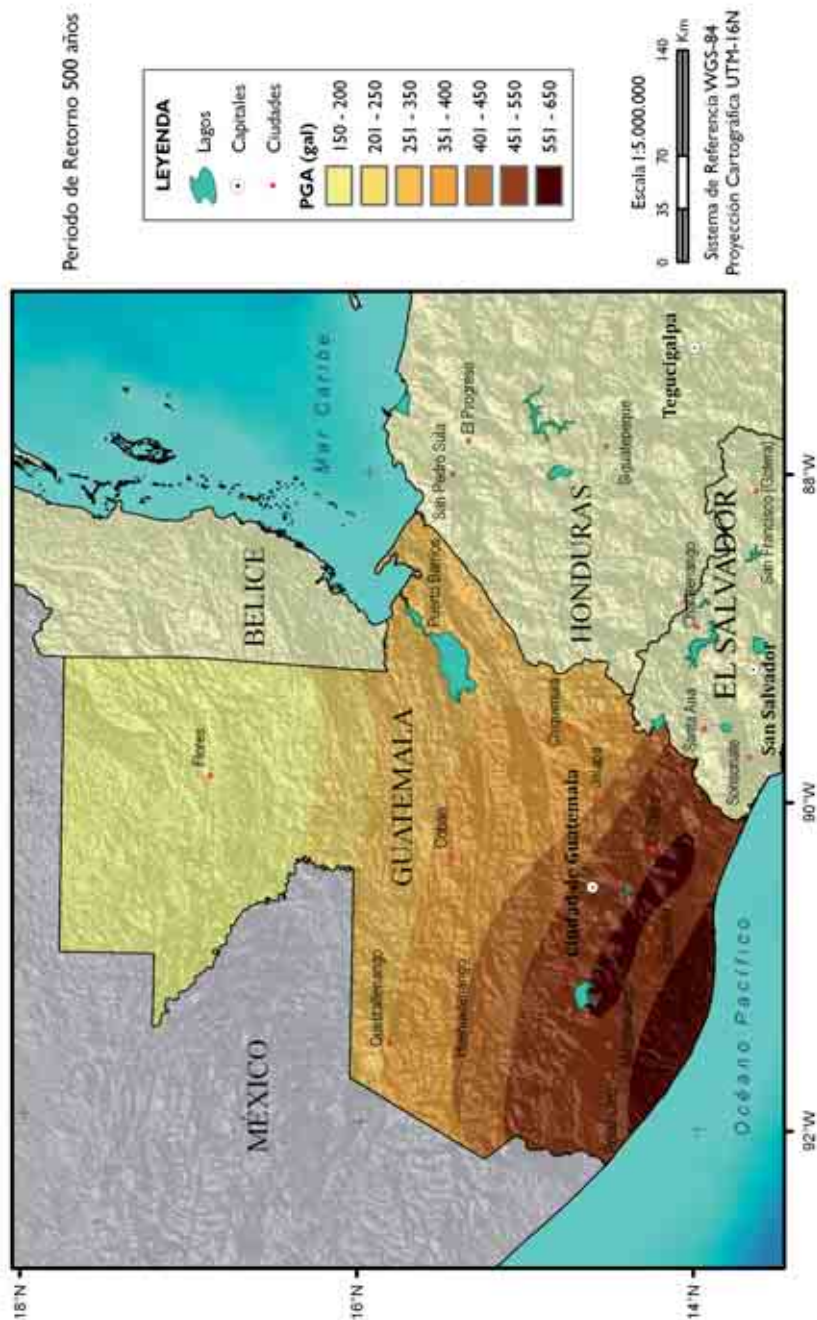 Periodo de Retorno 500 años
LEYENDA
Lagos
Capitales
Ciudades
PGA (gal)
150 - 200
201 - 250
251 - 350
351 - 400
401 - 450
451 - 550
551 - 650
Escala 1:5.000.000
0 35 70 140
Km
Sistema de Referencia WGS-84
Proyección Cartográfica UTM-16N
18°N
16°N
14°N
92°W
90°W
88°W
MÉXICO
BELICE
Mar Caribe
Flores
GUATEMALA
Puerto Barrios
San Pedro Sula
El Progreso
Quetzaltenango
Cobán
Huehuetenango
HONDURAS
Siguatepeque
Jalapa
Ciudad de Guatemala
Tegucigalpa
Santa Ana
EL SALVADOR
Sonsonate
San Salvador
San Francisco (Gotera)
Océano Pacífico